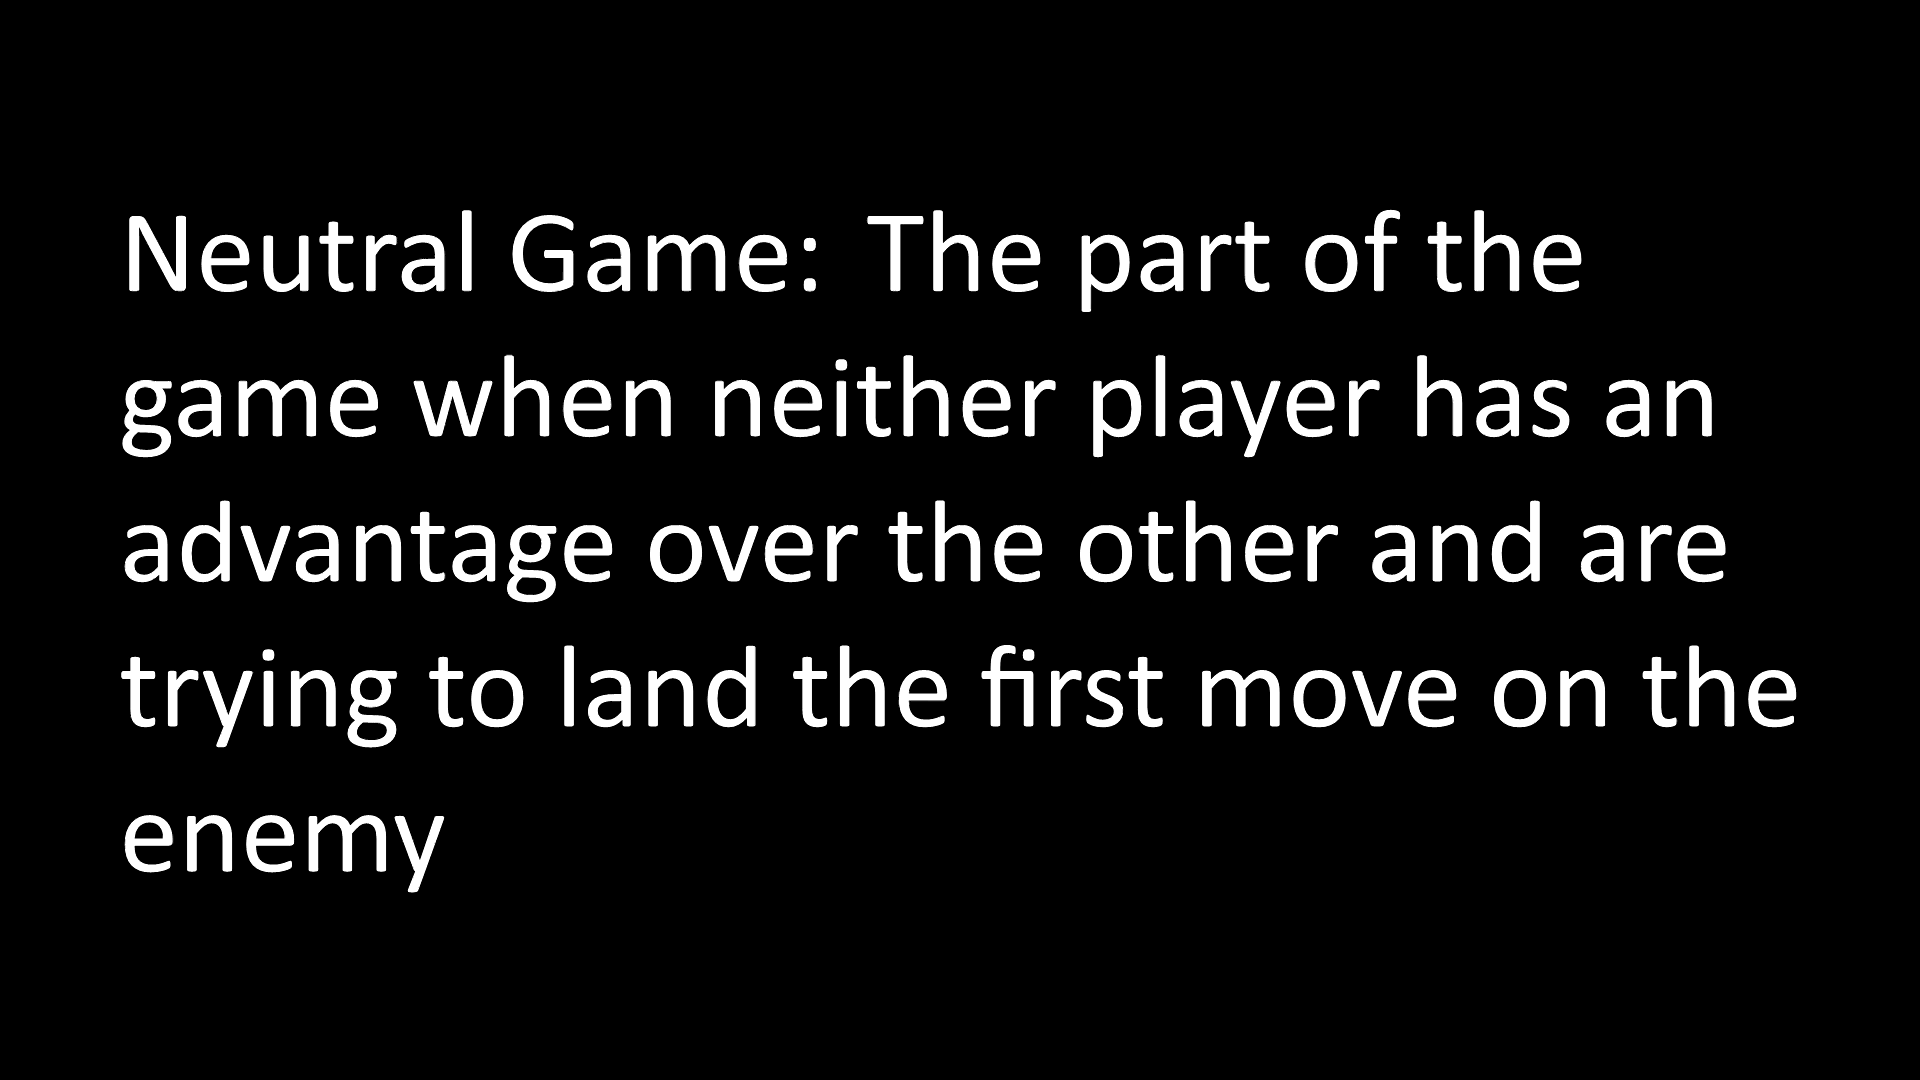 Neutral Game:  The part of the
game when neither player has an
advantage over the other and are
trying to land the first move on the
enemy